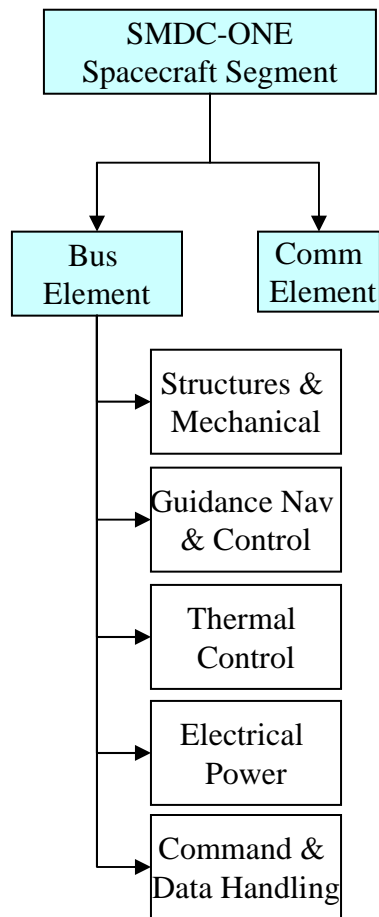 SMDC-ONE
Spacecraft Segment
Bus
Element
Comm
Element
Structures &
Mechanical
Guidance Nav
& Control
Thermal
Control
Electrical
Power
Command &
Data Handling